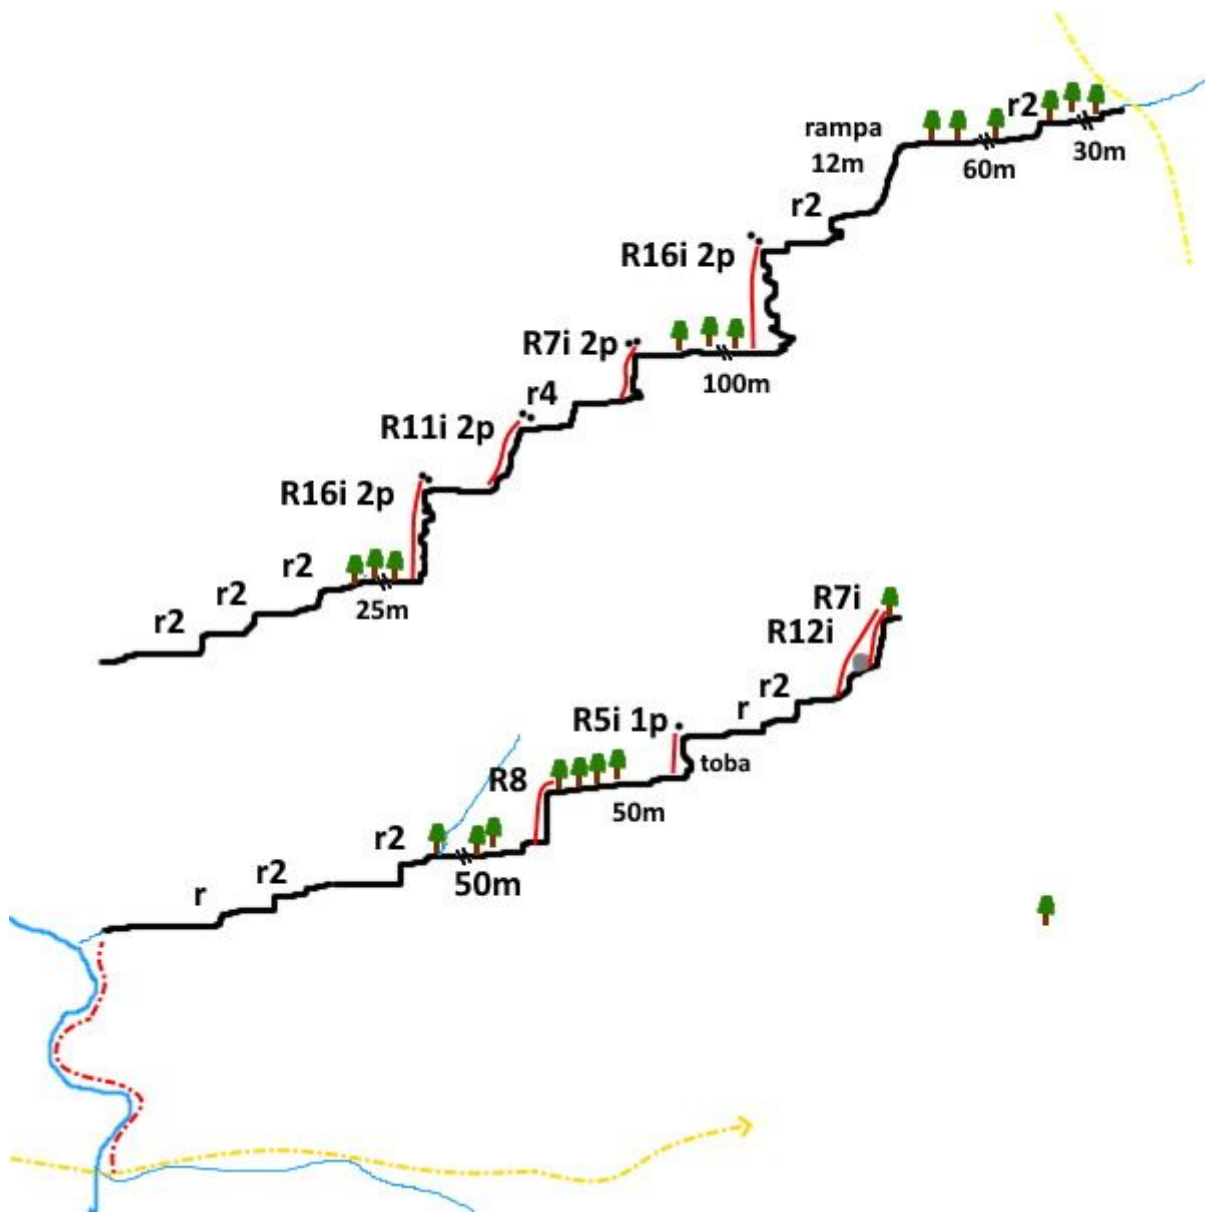 r2
rampa
12m
30m
60m
r2
R16i 2p
R7i 2p
100m
r4
R11i 2p
R16i 2p
r2
r2
r2
25m
R7i
R12i
r2
r
R5i 1p
toba
R8
50m
r2
50m
r2
r